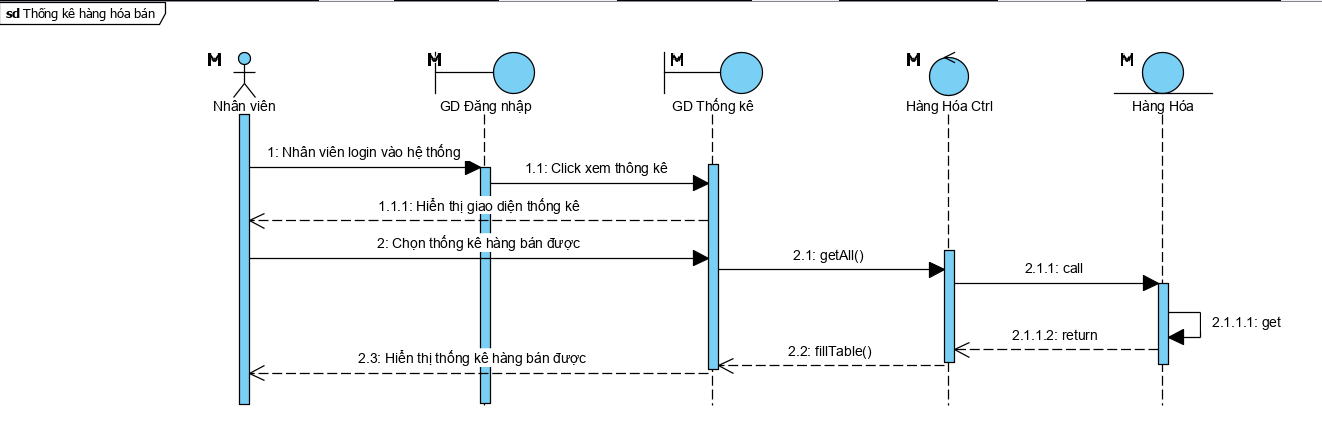 sd Thống kê hàng hóa bán
M M M M M
Nhân viên GD Đăng nhập GD Thống kê Hàng Hóa Ctrl Hàng Hóa
1: Nhân viên login vào hệ thống
1.1: Click xem thông kê
1.1.1: Hiển thị giao diện thống kê
2: Chọn thống kê hàng bán được
2.1: getAll()
2.1.1: call
2.1.1.1: get
2.1.1.2: return
2.2: fillTable()
2.3: Hiển thị thống kê hàng bán được